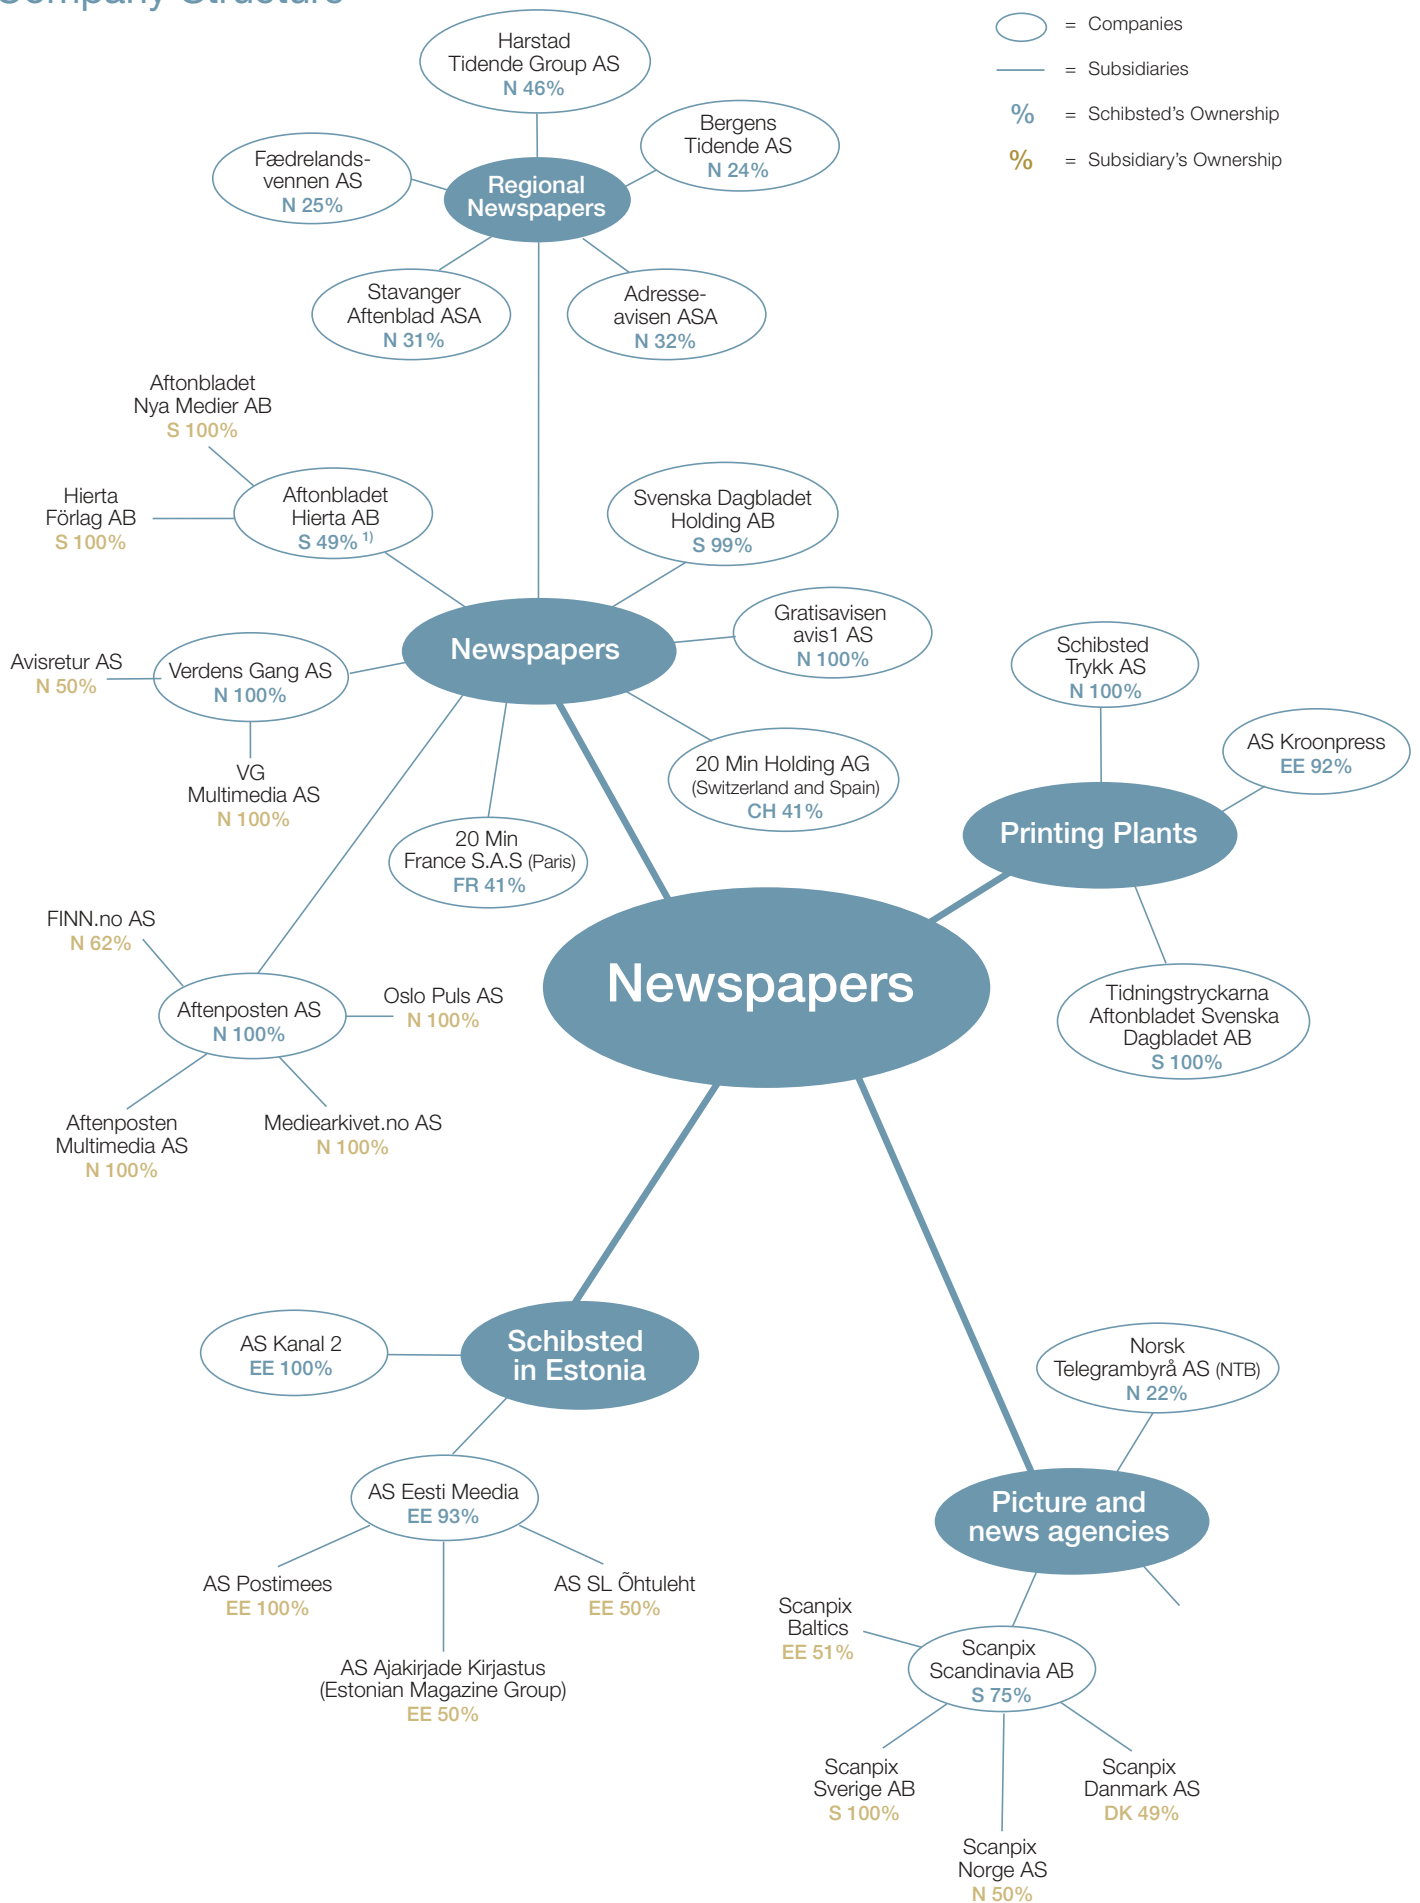 Company Structure
= Companies
= Subsidiaries
% = Schibsted's Ownership
% = Subsidiary's Ownership
Harstad
Tidende Group AS
N 46%
Bergens
Tidende AS
N 24%
Fædrelands-
vennen AS
N 25%
Regional
Newspapers
Stavanger
Aftenblad ASA
N 31%
Adresse-
avisen ASA
N 32%
Aftonbladet
Nya Medier AB
S 100%
Hierta
Förlag AB
S 100%
Aftonbladet
Hierta AB
S 49% 1)
Svenska Dagbladet
Holding AB
S 99%
Newspapers
Gratisavisen
avis1 AS
N 100%
Avisretur AS
N 50%
Verdens Gang AS
N 100%
VG
Multimedia AS
N 100%
20 Min Holding AG
(Switzerland and Spain)
CH 41%
20 Min
France S.A.S (Paris)
FR 41%
Schibsted
Trykk AS
N 100%
AS Kroonpress
EE 92%
Printing Plants
Tidningstryckarna
Aftonbladet Svenska
Dagbladet AB
S 100%
Newspapers
FINN.no AS
N 62%
Aftenposten AS
N 100%
Oslo Puls AS
N 100%
Aftenposten
Multimedia AS
N 100%
Mediearkivet.no AS
N 100%
AS Kanal 2
EE 100%
Schibsted
in Estonia
AS Eesti Meedia
EE 93%
AS Postimees
EE 100%
AS SL Õhtuleht
EE 50%
AS Ajakirjade Kirjastus
(Estonian Magazine Group)
EE 50%
Norsk
Telegrambyrå AS (NTB)
N 22%
Picture and
news agencies
Scanpix
Baltics
EE 51%
Scanpix
Scandinavia AB
S 75%
Scanpix
Sverige AB
S 100%
Scanpix
Danmark AS
DK 49%
Scanpix
Norge AS
N 50%